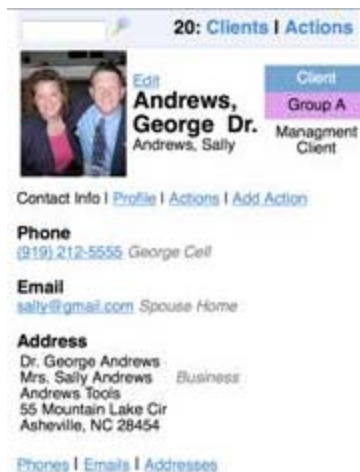 20: Clients | Actions
Edit
Client
Andrews,
George Dr.
Group A
Andrews, Sally
Managment
Client
Contact Info | Profile | Actions | Add Action
Phone
(919) 212-5555 George Cell
Email
sally@gmail.com Spouse Home
Address
Dr. George Andrews
Mrs. Sally Andrews Business
Andrews Tools
55 Mountain Lake Cir
Asheville, NC 28454
Phones | Emails | Addresses